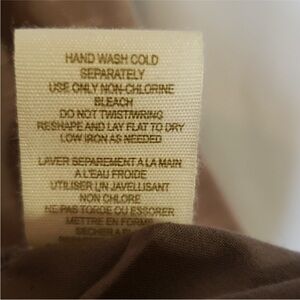 HAND WASH COLD
SEPARATELY
USE ONLY NON-CHLORINE
BLEACH
DO NOT TWIST/WRING
RESHAPE AND LAY FLAT TO DRY
LOW IRON AS NEEDED
LAVER SEPAREMENT A LA MAIN
A L'EAU FROIDE
UTILISER UN JAVELLISANT
NON CHLORE
NE PAS TORDE OU ESSORER
METTRE EN FORME
SECHER A